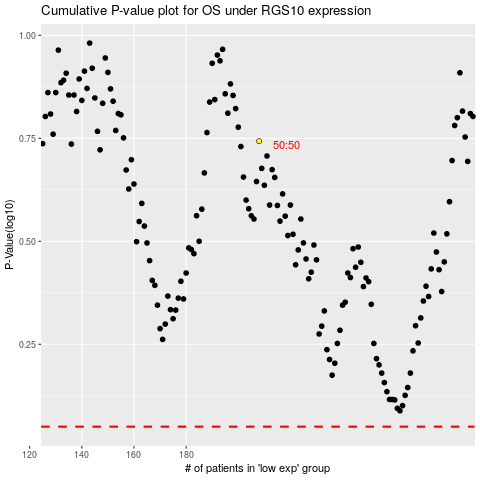 Cumulative P-value plot for OS under RGS10 expression
1.00
0.75
0.50
0.25
P-Value(log10)
50:50
120 140 160 180
# of patients in 'low exp' group